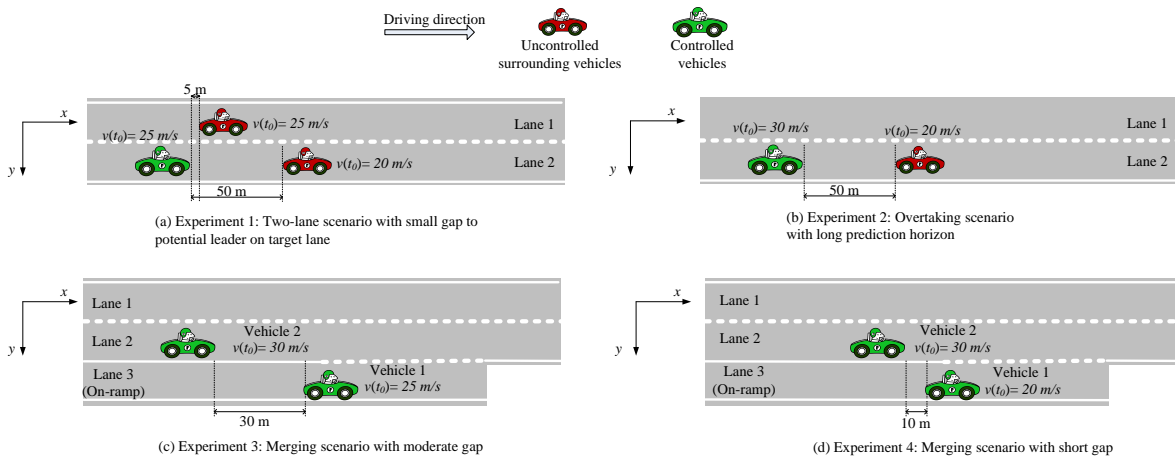 Driving direction
Uncontrolled
surrounding vehicles
Controlled
vehicles
5 m
x
y
v(t0)= 25 m/s
v(t0)= 25 m/s
Lane 1
v(t0)= 20 m/s
Lane 2
50 m
(a) Experiment 1: Two-lane scenario with small gap to
potential leader on target lane
x
y
v(t0)= 30 m/s
v(t0)= 20 m/s
Lane 1
Lane 2
50 m
(b) Experiment 2: Overtaking scenario
with long prediction horizon
x
y
Lane 1
Lane 2
Vehicle 2
v(t0)= 30 m/s
Lane 3
(On-ramp)
Vehicle 1
v(t0)= 25 m/s
30 m
(c) Experiment 3: Merging scenario with moderate gap
x
y
Lane 1
Lane 2
Vehicle 2
v(t0)= 30 m/s
Lane 3
(On-ramp)
Vehicle 1
v(t0)= 20 m/s
10 m
(d) Experiment 4: Merging scenario with short gap